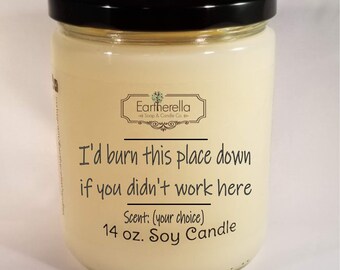 Eartherella
Soap & Candle Co.
I'd burn this place down
if you didn't work here
Scent: (your choice)
14 oz. Soy Candle